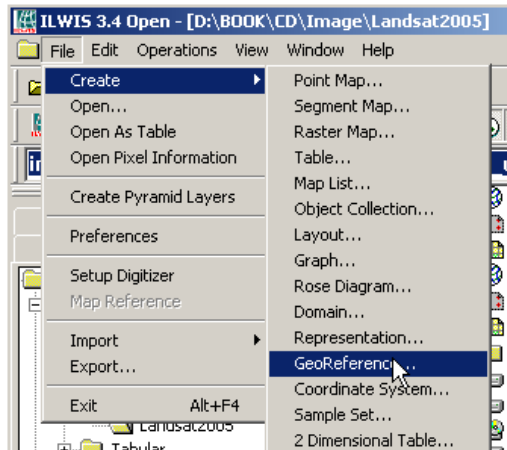 ILWIS 3.4 Open - [D:\BOOK\CD\Image\Landsat2005]
File Edit Operations View Window Help
Create
Open...
Open As Table
Open Pixel Information
Create Pyramid Layers
Preferences
Setup Digitizer
Map Reference
Import
Export...
Exit Alt+F4
Point Map...
Segment Map...
Raster Map...
Table...
Map List...
Object Collection...
Layout...
Graph...
Rose Diagram...
Domain...
Representation...
GeoReference...
Coordinate System...
Sample Set...
2 Dimensional Table...
Landsat2005
Tabular